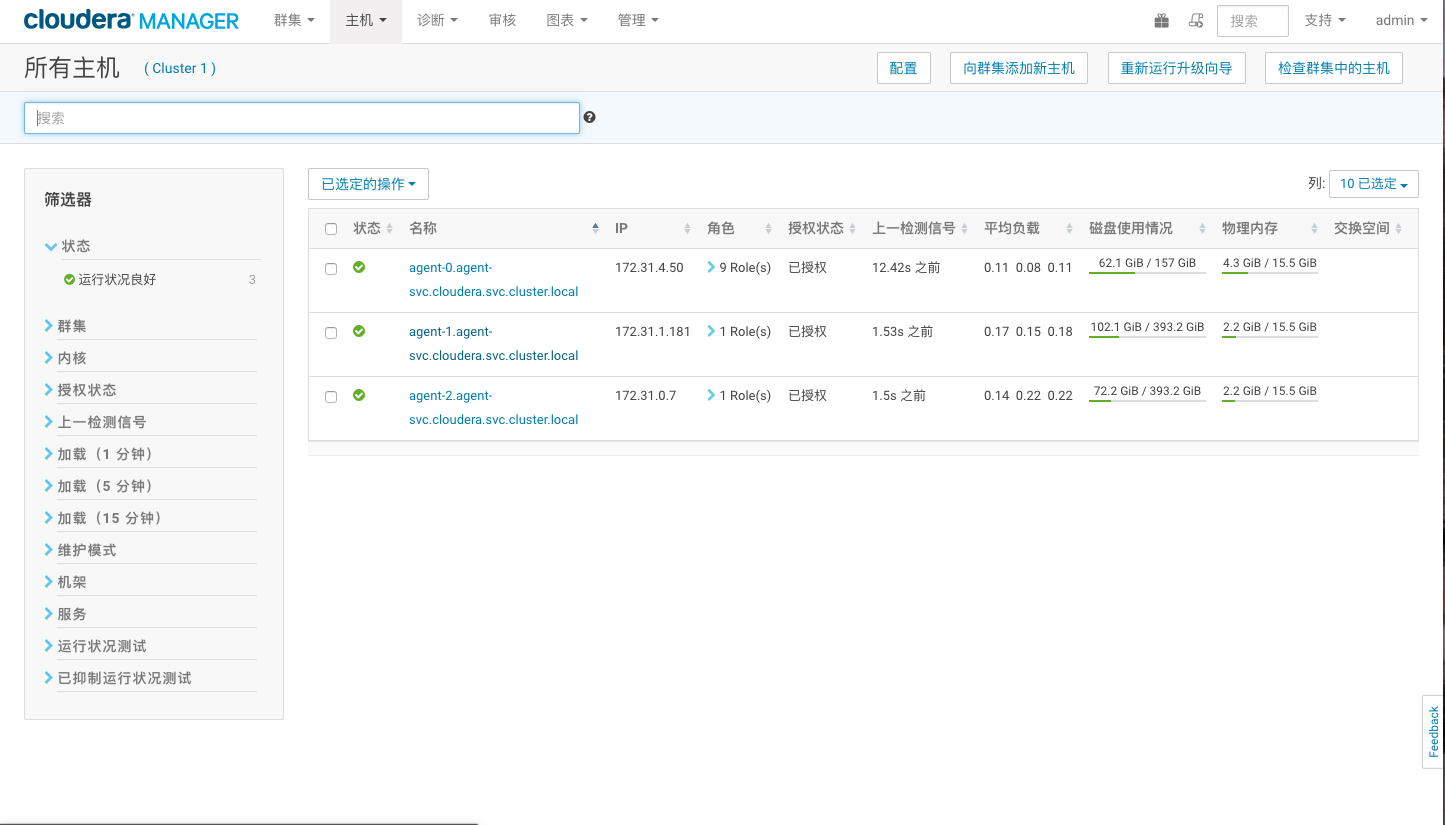 cloudera MANAGER 群集 主机 诊断 审核 图表 管理 搜索 支持 admin
所有主机 ( Cluster 1 ) 配置 向群集添加新主机 重新运行升级向导 检查群集中的主机
搜索
筛选器
状态
运行状况良好 3
群集
内核
授权状态
上一检测信号
加载（1 分钟）
加载（5 分钟）
加载（15 分钟）
维护模式
机架
服务
运行状况测试
已抑制运行状况测试
已选定的操作 列: 10 已选定
状态 名称 IP 角色 授权状态 上一检测信号 平均负载 磁盘使用情况 物理内存 交换空间
agent-0.agent- 172.31.4.50 9 Role(s) 已授权 12.42s 之前 0.11 0.08 0.11 62.1 GiB / 157 GiB 4.3 GiB / 15.5 GiB
svc.cloudera.svc.cluster.local
agent-1.agent- 172.31.1.181 1 Role(s) 已授权 1.53s 之前 0.17 0.15 0.18 102.1 GiB / 393.2 GiB 2.2 GiB / 15.5 GiB
svc.cloudera.svc.cluster.local
agent-2.agent- 172.31.0.7 1 Role(s) 已授权 1.5s 之前 0.14 0.22 0.22 72.2 GiB / 393.2 GiB 2.2 GiB / 15.5 GiB
svc.cloudera.svc.cluster.local
Feedback